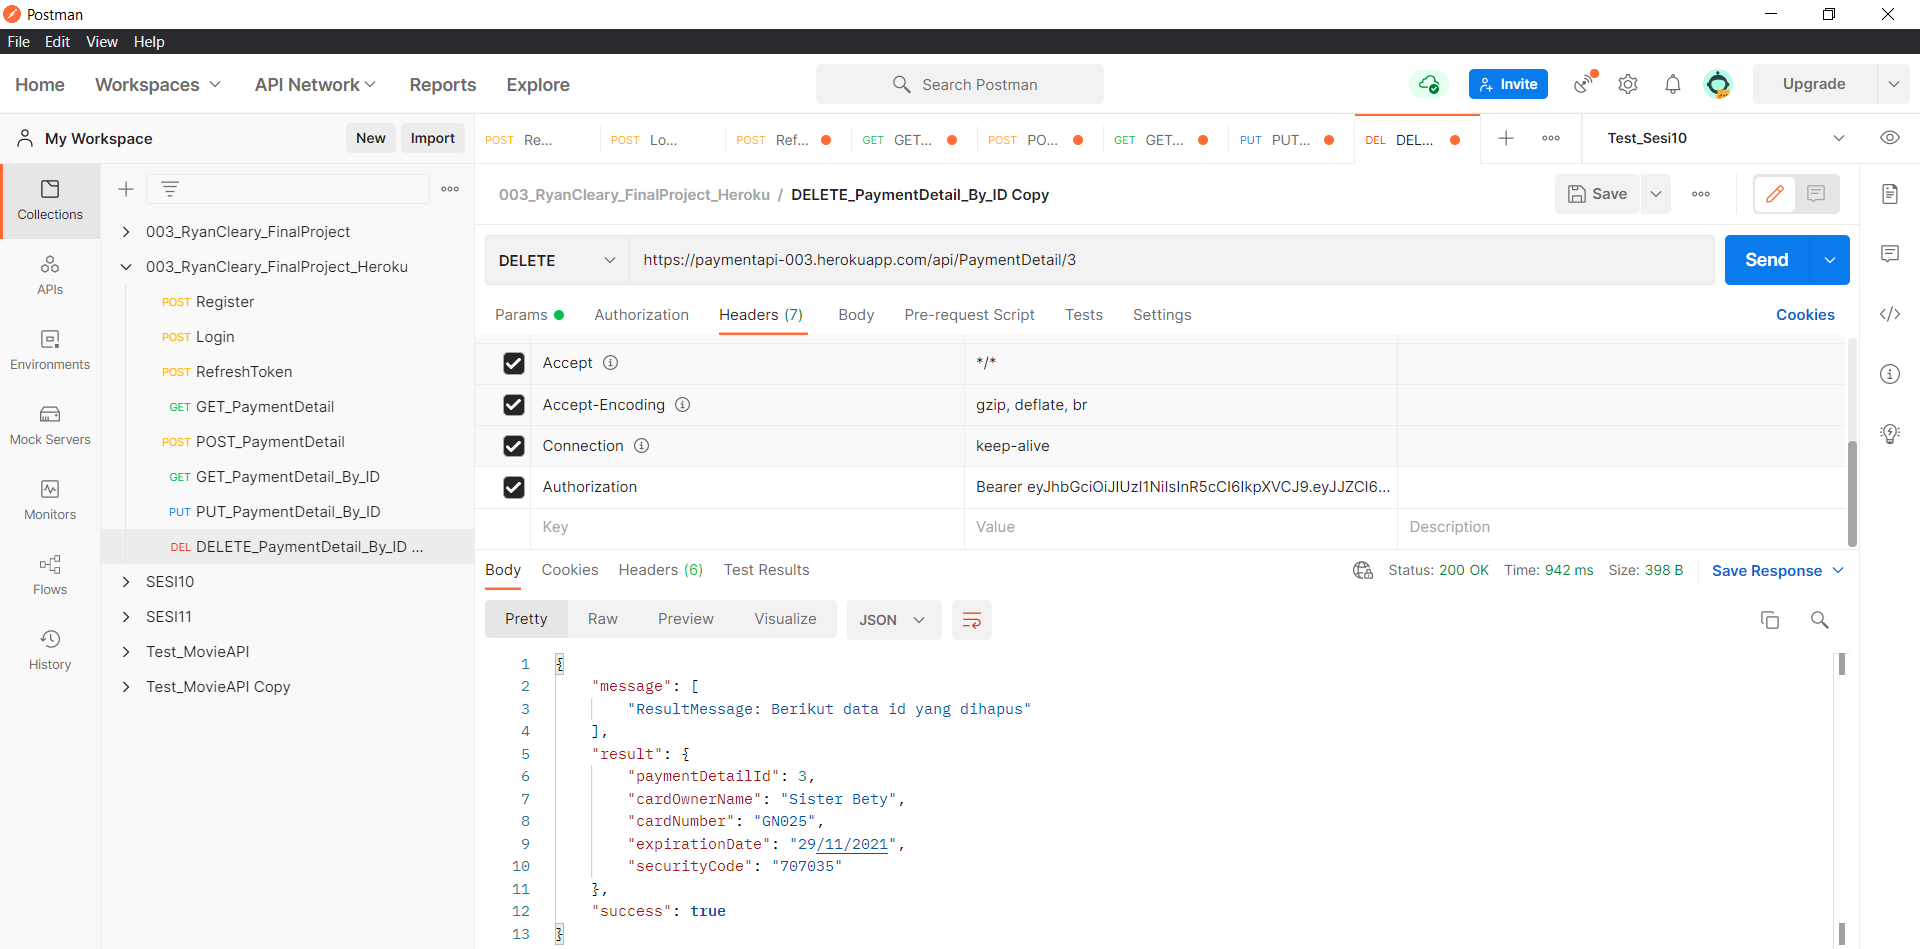 Postman
File Edit View Help
Home Workspaces API Network Reports Explore Search Postman Invite Upgrade
My Workspace New Import
POST Re... POST Lo... POST Ref... GET GET... POST PO... GET GET... PUT PUT... DEL DEL... Test_Sesi10
Collections
APIs
Environments
Mock Servers
Monitors
Flows
History
003_RyanCleary_FinalProject
003_RyanCleary_FinalProject_Heroku
POST Register
POST Login
POST RefreshToken
GET GET_PaymentDetail
POST POST_PaymentDetail
GET GET_PaymentDetail_By_ID
PUT PUT_PaymentDetail_By_ID
DEL DELETE_PaymentDetail_By_ID ...
SESI10
SESI11
Test_MovieAPI
Test_MovieAPI Copy
003_RyanCleary_FinalProject_Heroku / DELETE_PaymentDetail_By_ID Copy Save
DELETE https://paymentapi-003.herokuapp.com/api/PaymentDetail/3 Send
Params Authorization Headers (7) Body Pre-request Script Tests Settings Cookies
Accept */*
Accept-Encoding gzip, deflate, br
Connection keep-alive
Authorization Bearer eyJhbGciOiJIUzI1NiIsInR5cCI6IkpXVCJ9.eyJJZCI6...
Key Value Description
Body Cookies Headers (6) Test Results Status: 200 OK Time: 942 ms Size: 398 B Save Response
Pretty Raw Preview Visualize JSON
1 {
2 "message": [
3 "ResultMessage: Berikut data id yang dihapus"
4 ],
5 "result": {
6 "paymentDetailId": 3,
7 "cardOwnerName": "Sister Bety",
8 "cardNumber": "GN025",
9 "expirationDate": "29/11/2021",
10 "securityCode": "707035"
11 },
12 "success": true
13 }